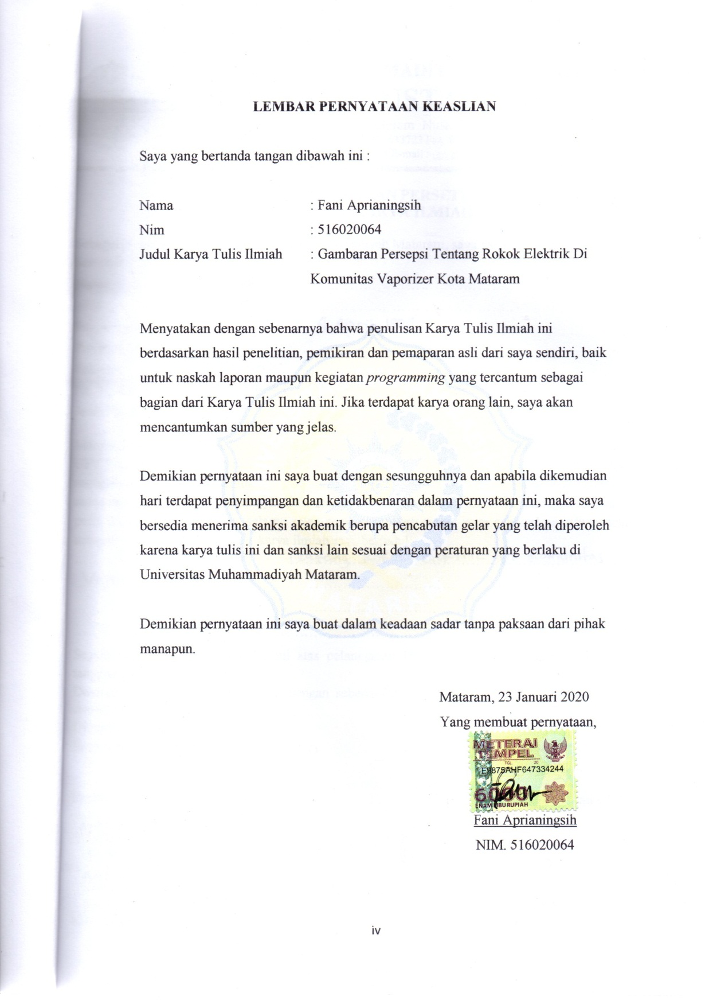 LEMBAR PERNYATAAN KEASLIAN
Saya yang bertanda tangan dibawah ini :
Nama : Fani Aprianingsih
Nim : 516020064
Judul Karya Tulis Ilmiah : Gambaran Persepsi Tentang Rokok Elektrik Di
Komunitas Vaporizer Kota Mataram
Menyatakan dengan sebenarnya bahwa penulisan Karya Tulis Ilmiah ini
berdasarkan hasil penelitian, pemikiran dan pemaparan asli dari saya sendiri, baik
untuk naskah laporan maupun kegiatan programming yang tercantum sebagai
bagian dari Karya Tulis Ilmiah ini. Jika terdapat karya orang lain, saya akan
mencantumkan sumber yang jelas.
Demikian pernyataan ini saya buat dengan sesungguhnya dan apabila dikemudian
hari terdapat penyimpangan dan ketidakbenaran dalam pernyataan ini, maka saya
bersedia menerima sanksi akademik berupa pencabutan gelar yang telah diperoleh
karena karya tulis ini dan sanksi lain sesuai dengan peraturan yang berlaku di
Universitas Muhammadiyah Mataram.
Demikian pernyataan ini saya buat dalam keadaan sadar tanpa paksaan dari pihak
manapun.
Mataram, 23 Januari 2020
Yang membuat pernyataan,
METERAI
TEMPEL
TGL. 20
E9875AHF647334244
6000
ENAM RIBU RUPIAH
Fani Aprianingsih
NIM. 516020064
iv